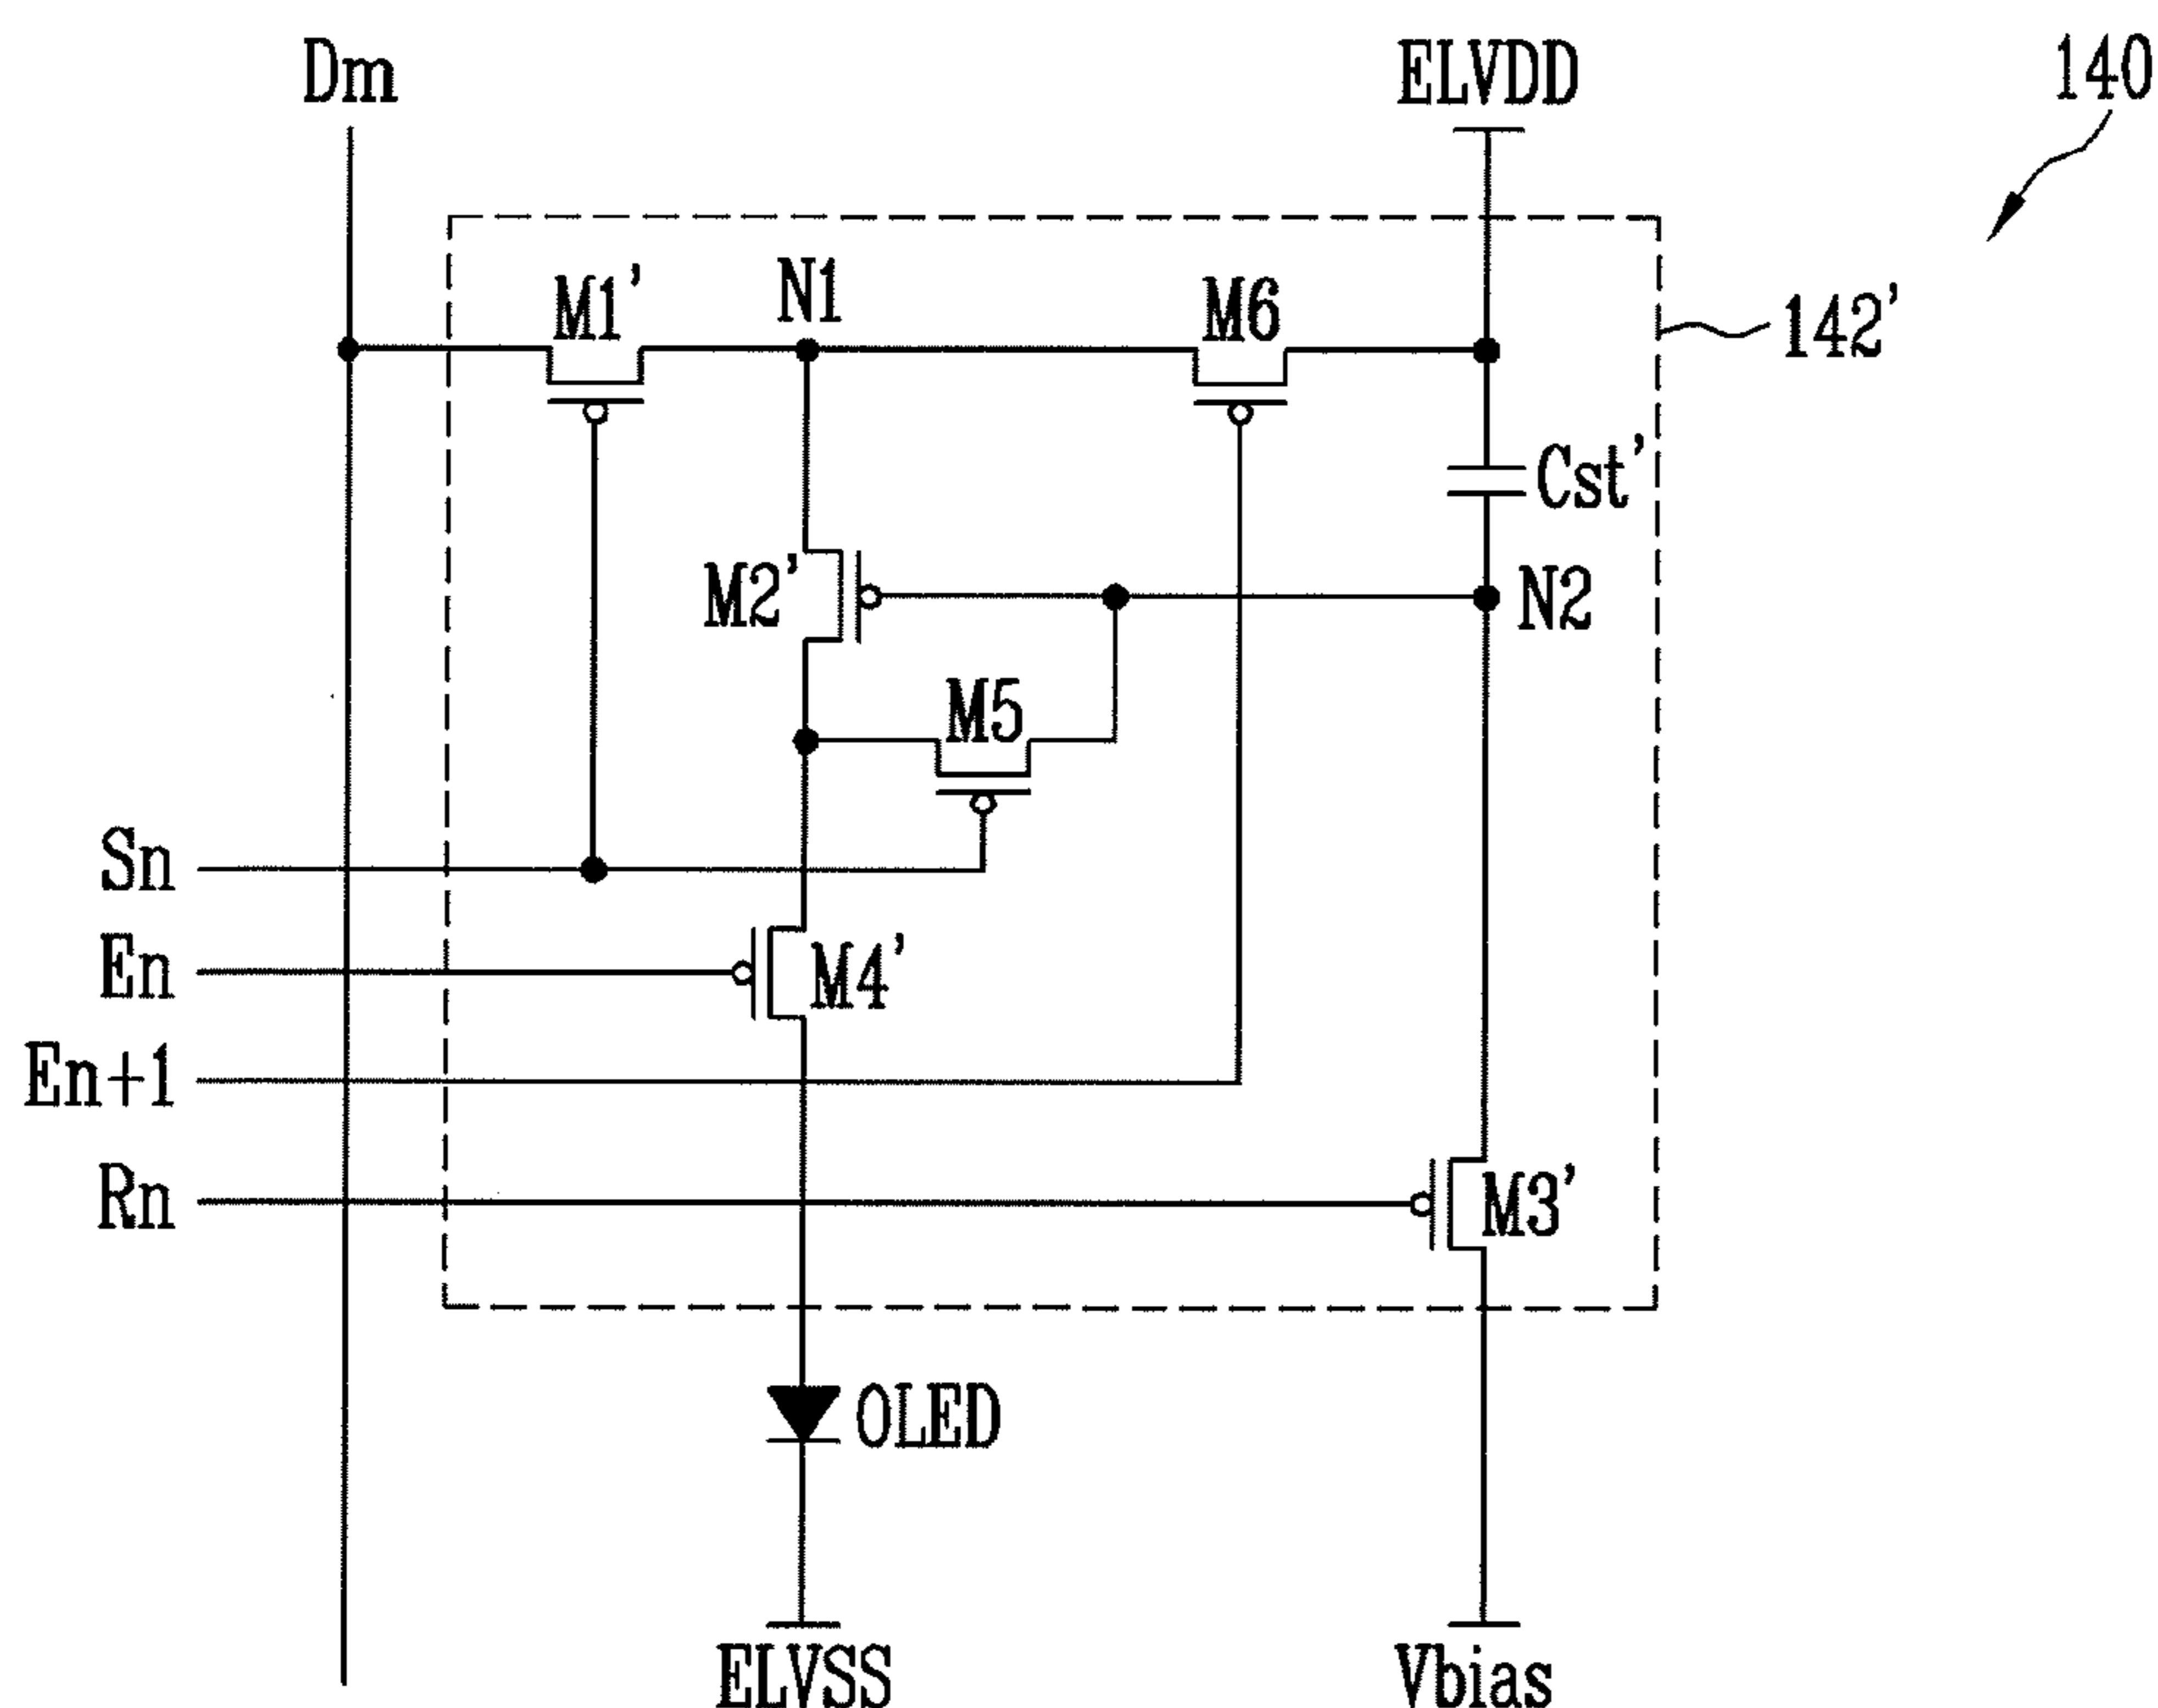 Dm
ELVDD
140
M1'
N1
M6
142'
Cst'
M2'
N2
M5
Sn
En
M4'
En+1
Rn
M3'
OLED
ELVSS
Vbias